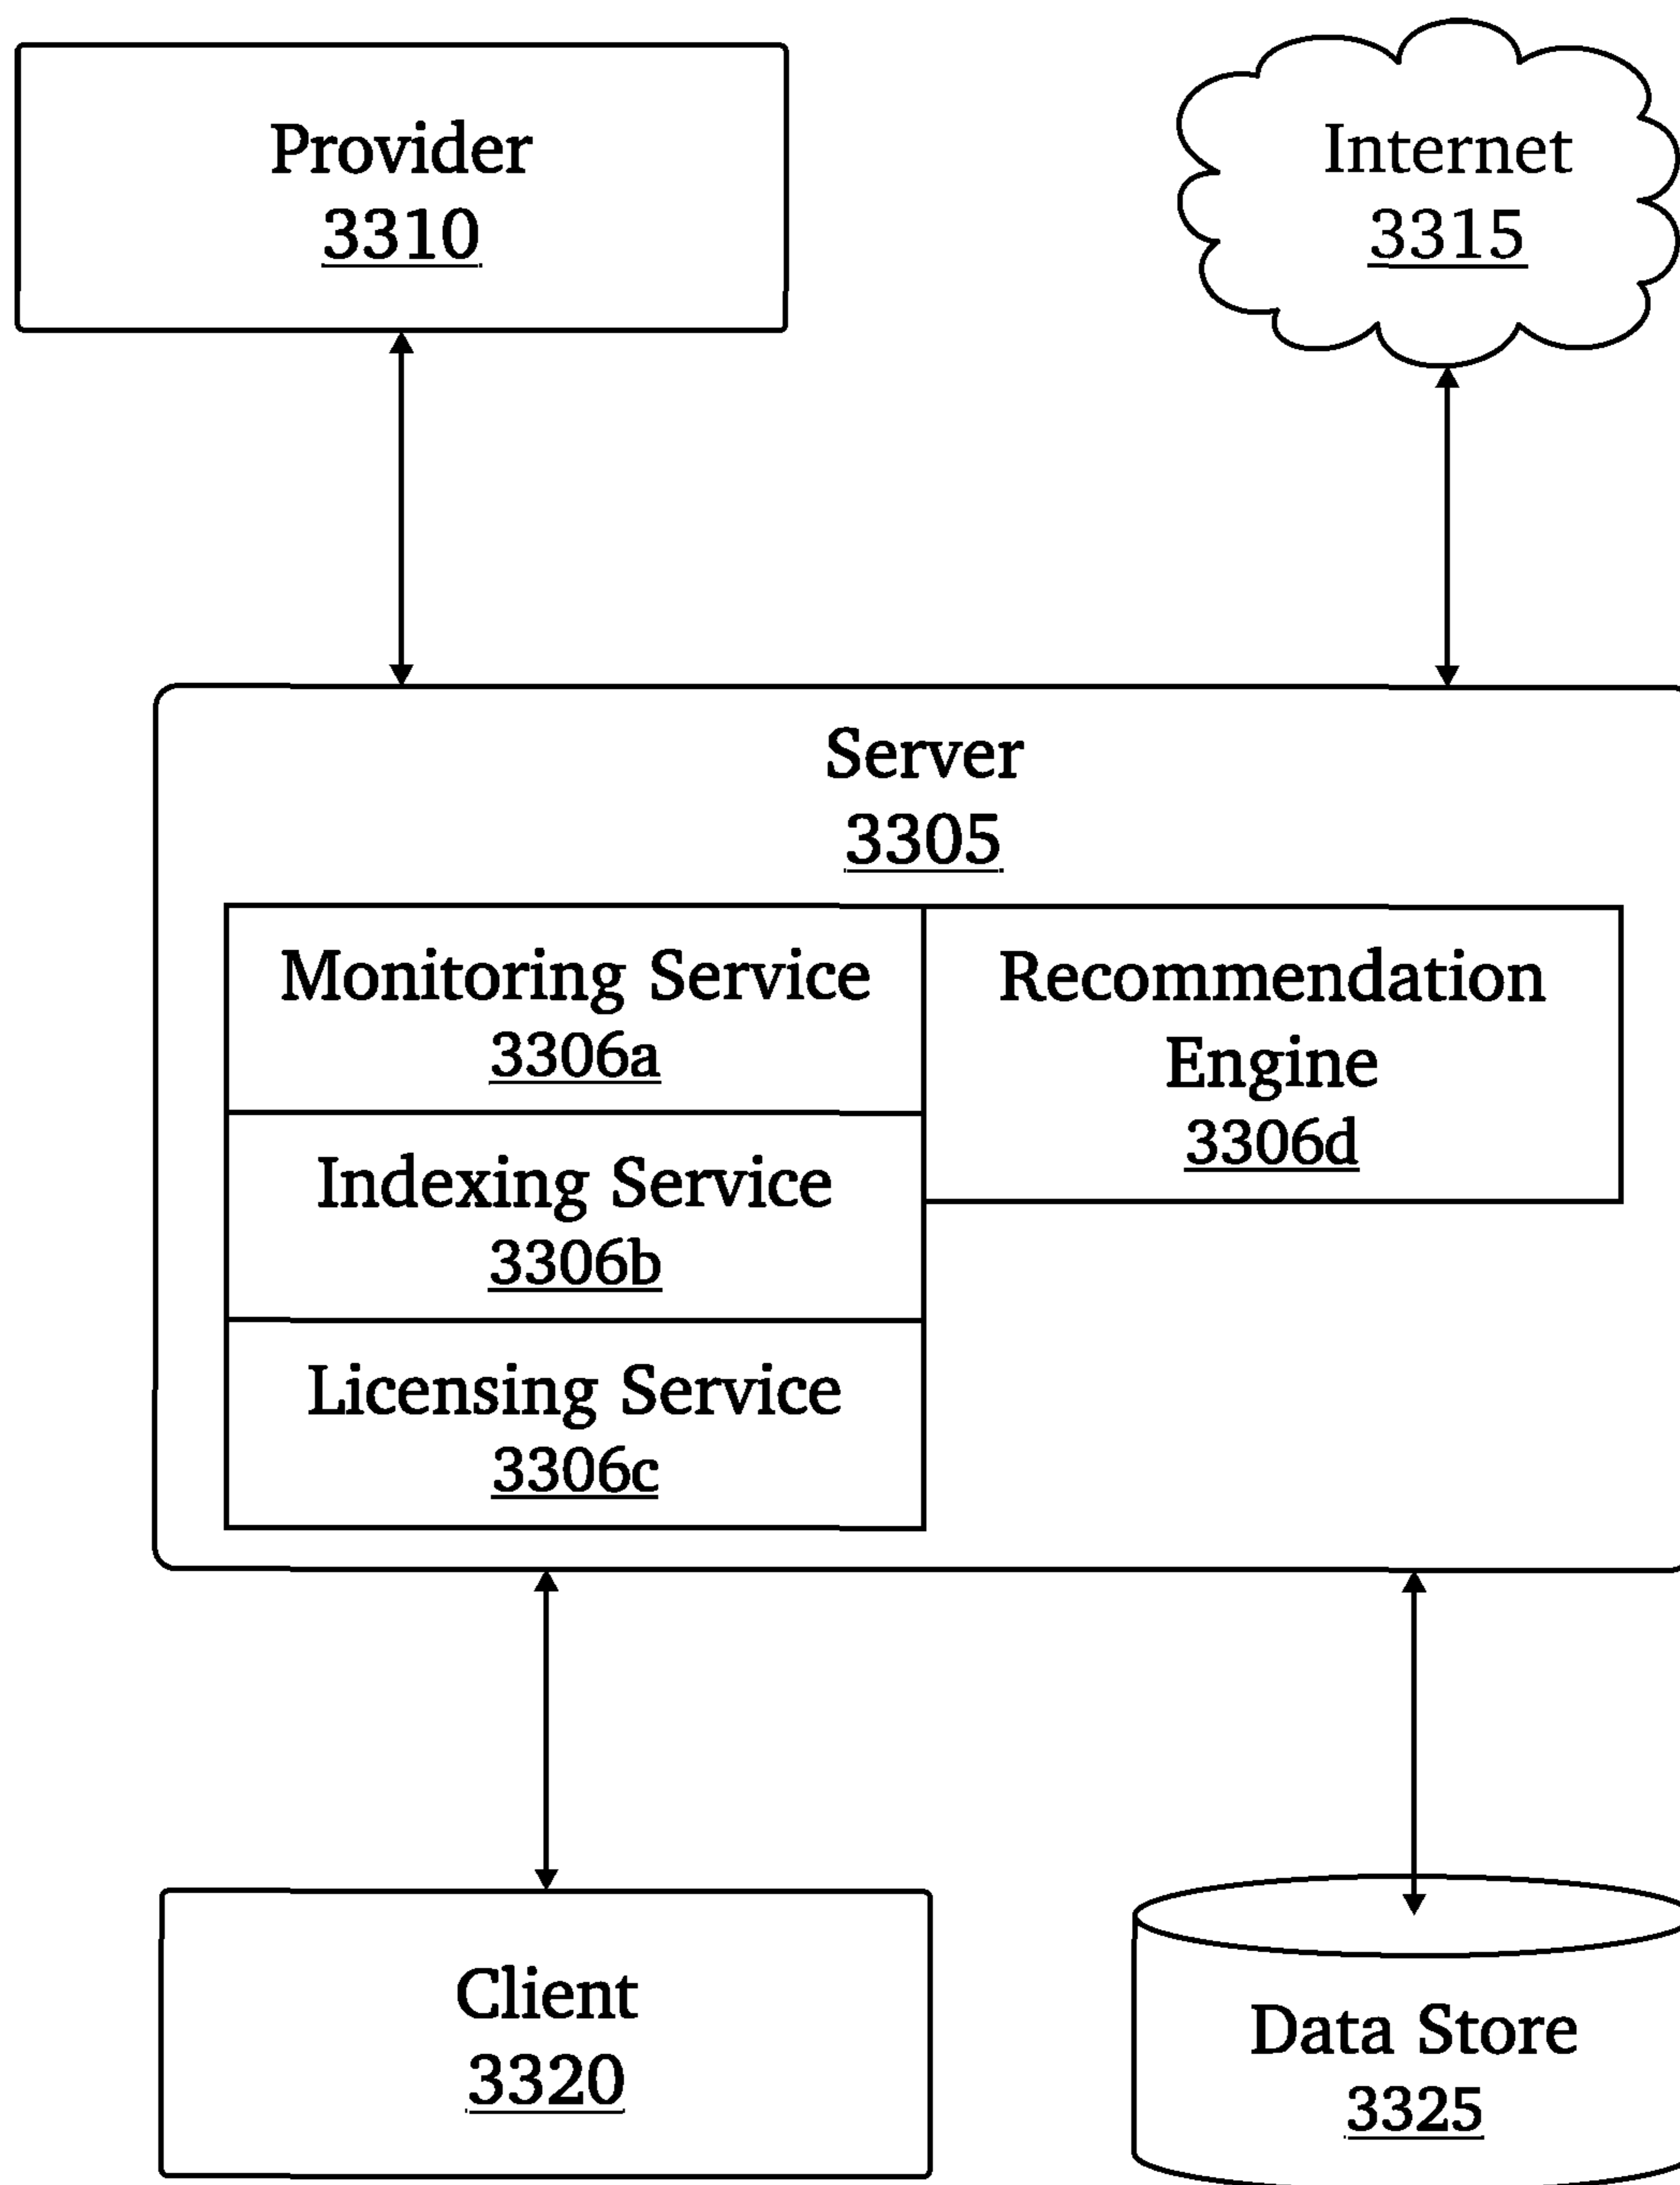 Provider
3310
Internet
3315
Server
3305
Monitoring Service
3306a
Recommendation
Engine
3306d
Indexing Service
3306b
Licensing Service
3306c
Client
3320
Data Store
3325